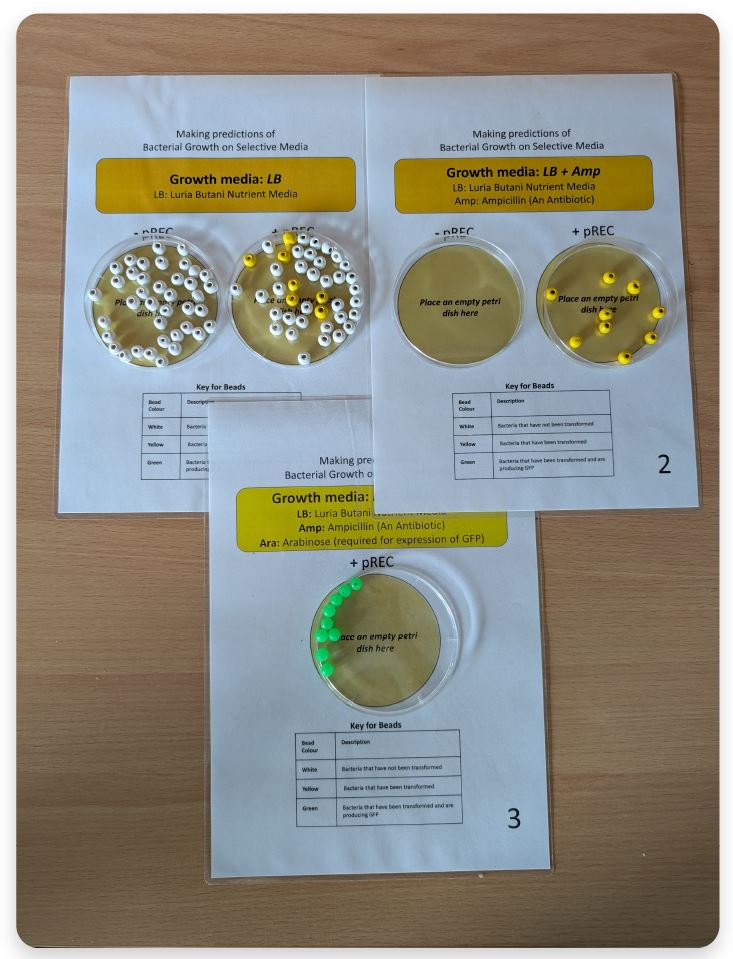 Making predictions of
Bacterial Growth on Selective Media
Growth media: LB
LB: Luria Butani Nutrient Media
- pREC
+ pREC
Place an empty petri
dish here
Place an empty petri
dish here
Key for Beads
Bead
Colour
Description
White
Bacteria
Yellow
Bacteria
Green
Bacteria
producing
Making predictions of
Bacterial Growth on Selective Media
Growth media: LB + Amp
LB: Luria Butani Nutrient Media
Amp: Ampicillin (An Antibiotic)
- pREC
+ pREC
Place an empty petri
dish here
Place an empty petri
dish here
Key for Beads
Bead
Colour
Description
White
Bacteria that have not been transformed
Yellow
Bacteria that have been transformed
Green
Bacteria that have been transformed and are
producing GFP
2
Making
Bacterial Growth
Growth media:
LB: Luria Butani Nutrient Media
Amp: Ampicillin (An Antibiotic)
Ara: Arabinose (required for expression of GFP)
+ pREC
Place an empty petri
dish here
Key for Beads
Bead
Colour
Description
White
Bacteria that have not been transformed
Yellow
Bacteria that have been transformed
Green
Bacteria that have been transformed and are
producing GFP
3